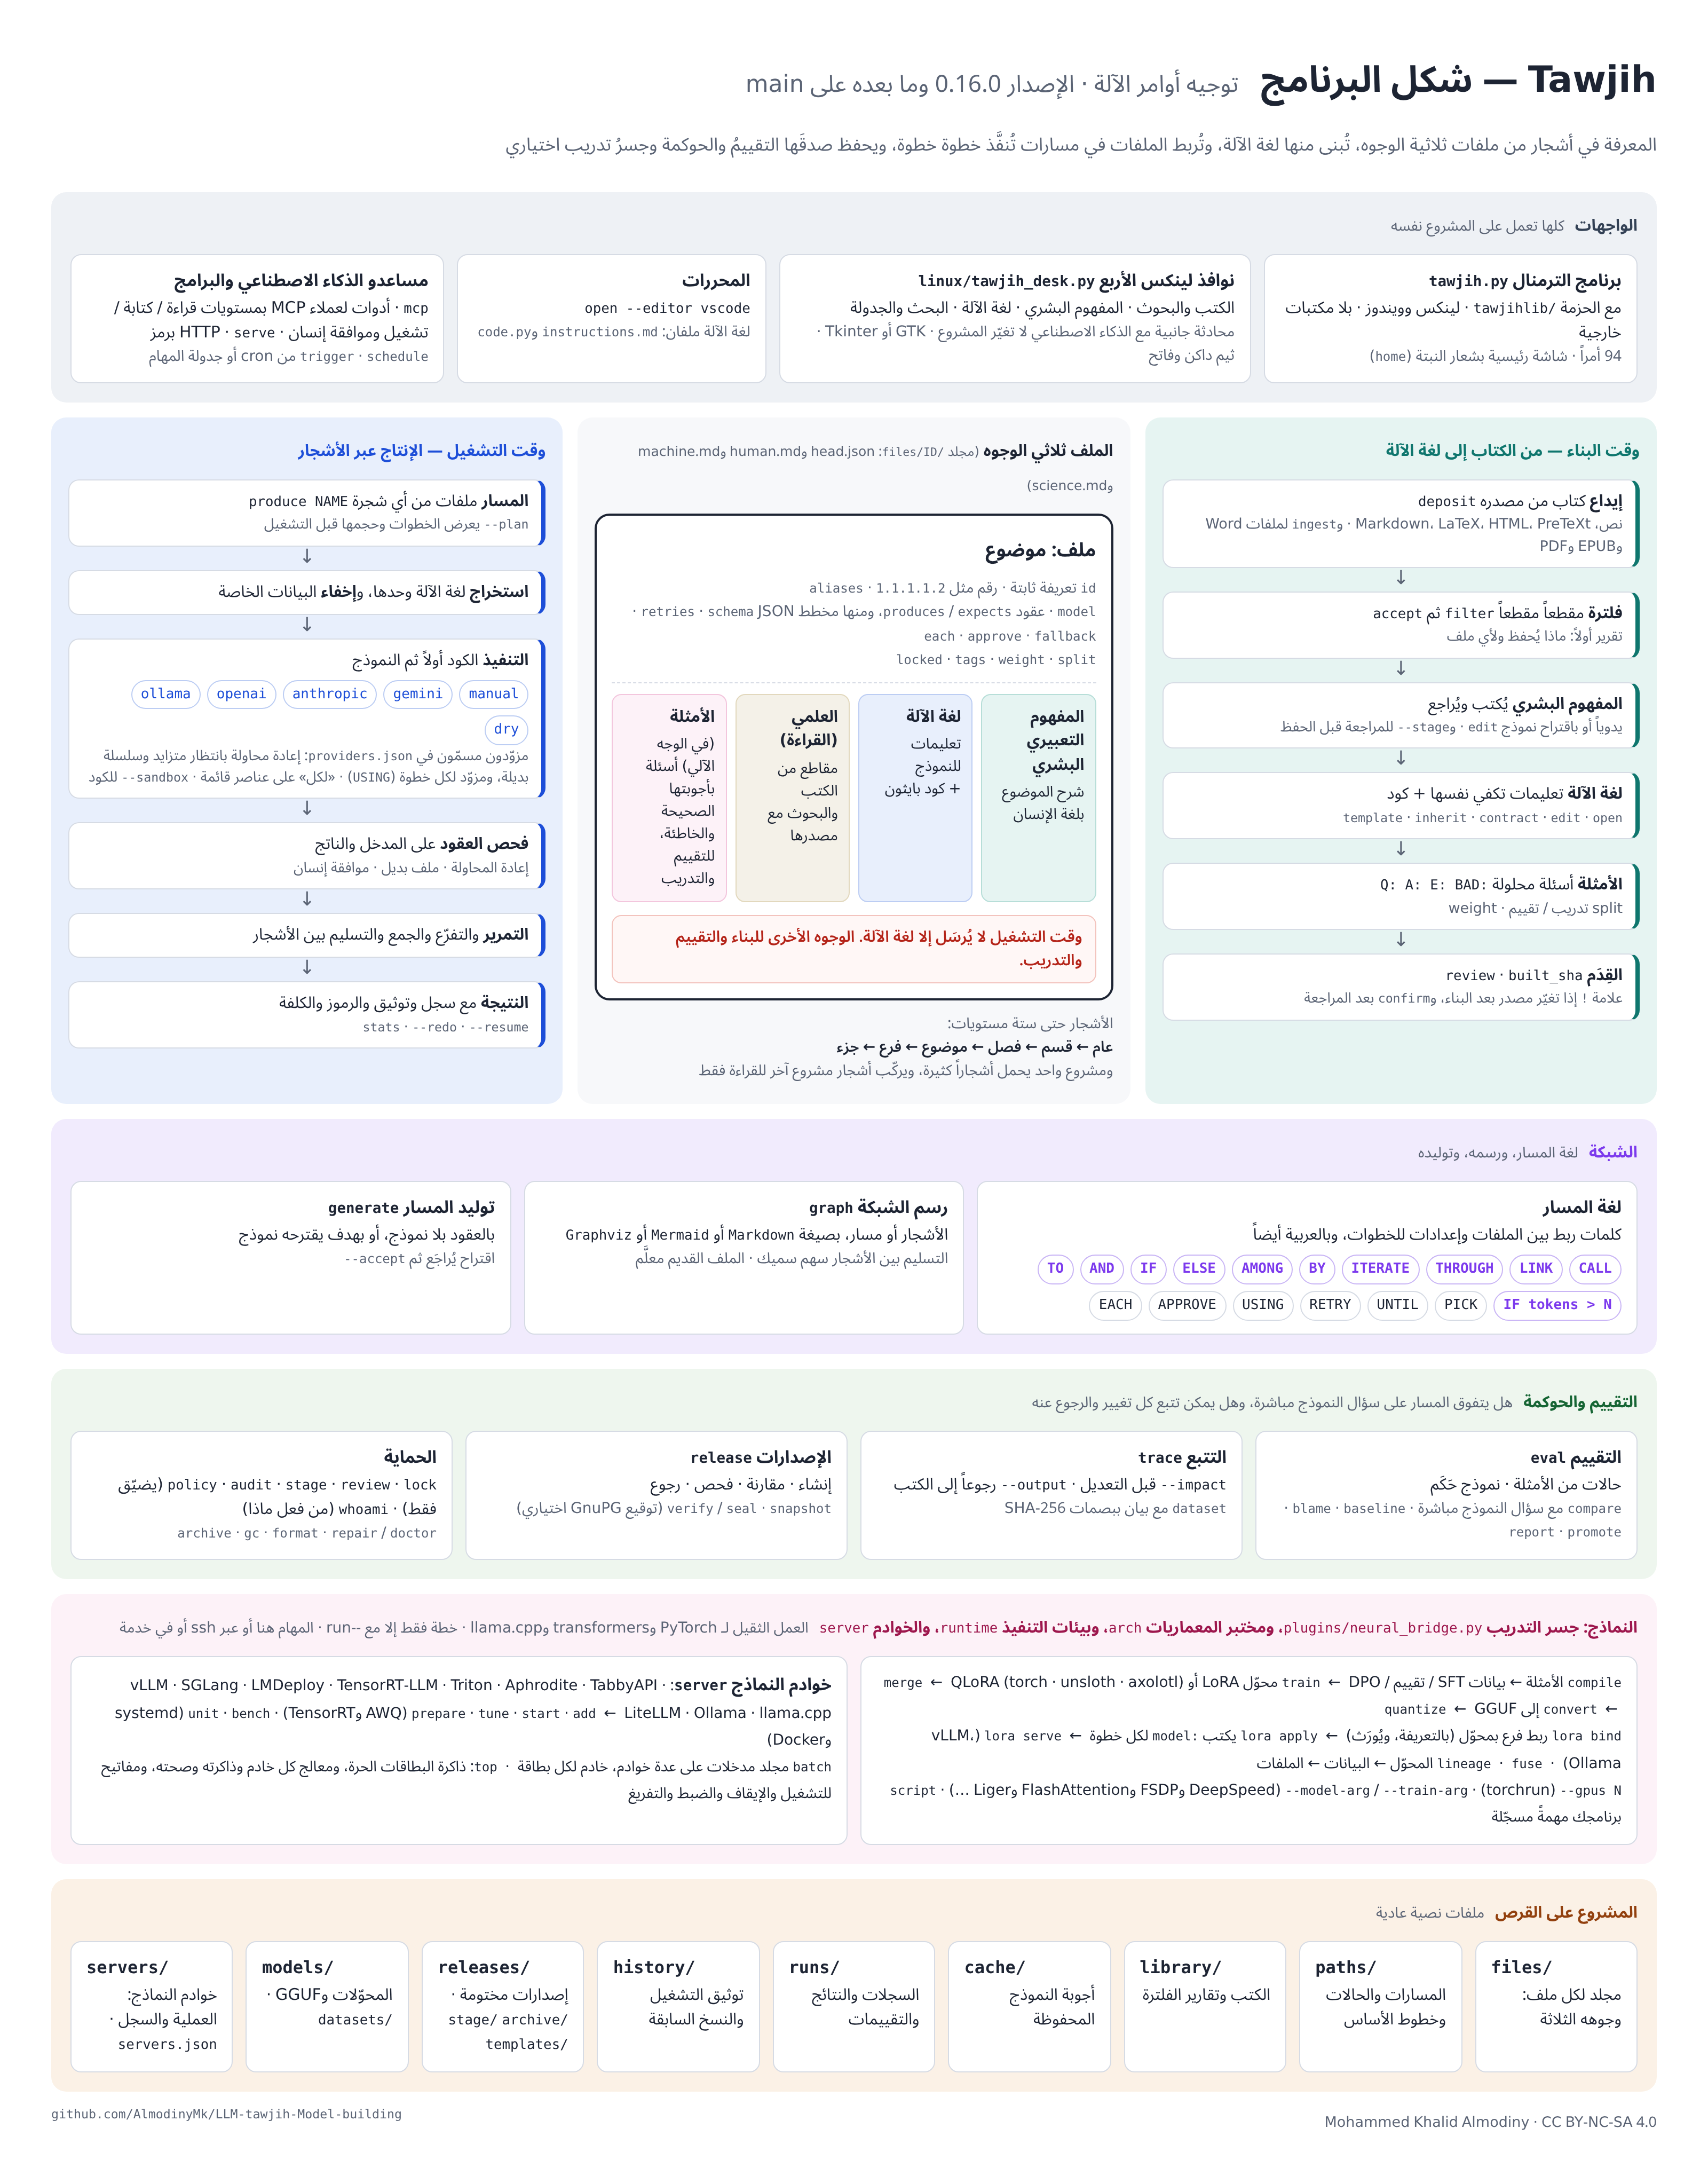 Tawjih — شكل البرنامج توجيه أوامر الآلة · الإصدار 0.16.0 وما بعده على main
المعرفة في أشجار من ملفات ثلاثية الوجوه، تُبنى منها لغة الآلة، وتُربط الملفات في مسارات تُنفَّذ خطوة خطوة، ويحفظ صدقَها التقييمُ والحوكمة وجسرُ تدريب اختياري
الواجهات كلها تعمل على المشروع نفسه
برنامج الترمنال tawjih.py
مع الحزمة tawjihlib/ · لينكس وويندوز · بلا مكتبات
خارجية
94 أمراً · شاشة رئيسية بشعار النبتة (home)
نوافذ لينكس الأربع linux/tawjih_desk.py
الكتب والبحوث · المفهوم البشري · لغة الآلة · البحث والجدولة
محادثة جانبية مع الذكاء الاصطناعي لا تغيّر المشروع · GTK أو Tkinter ·
ثيم داكن وفاتح
المحررات
open --editor vscode
لغة الآلة ملفان: instructions.md وcode.py
مساعدو الذكاء الاصطناعي والبرامج
mcp · أدوات لعملاء MCP بمستويات قراءة / كتابة /
تشغيل وموافقة إنسان · HTTP · serve برمز
trigger · schedule من cron أو جدولة المهام
وقت البناء — من الكتاب إلى لغة الآلة
إيداع كتاب من مصدره deposit
نص، Markdown، LaTeX، HTML، PreTeXt · وingest لملفات Word
وEPUB وPDF
↓
فلترة مقطعاً مقطعاً filter ثم accept
تقرير أولاً: ماذا يُحفظ ولأي ملف
↓
المفهوم البشري يُكتب ويُراجع
يدوياً أو باقتراح نموذج edit · و--stage للمراجعة قبل الحفظ
↓
لغة الآلة تعليمات تكفي نفسها + كود
template · inherit · contract · edit · open
↓
الأمثلة أسئلة محلولة Q: A: E: BAD:
split تدريب / تقييم · weight
↓
القِدَم review · built_sha
علامة ! إذا تغيّر مصدر بعد البناء، وconfirm بعد المراجعة
الملف ثلاثي الوجوه (مجلد files/ID/: head.json وhuman.md وmachine.md
وscience.md)
ملف: موضوع
id تعريفة ثابتة · رقم مثل 1.1.1.1.2 · aliases
model · عقود produces / expects، ومنها مخطط retries · schema JSON ·
each · approve · fallback
locked · tags · weight · split
المفهوم
التعبيري
البشري
شرح الموضوع
بلغة الإنسان
لغة الآلة
تعليمات
للنموذج
+ كود بايثون
العلمي
(القراءة)
مقاطع من
الكتب
والبحوث مع
مصدرها
الأمثلة
(في الوجه
الآلي) أسئلة
بأجوبتها
الصحيحة
والخاطئة،
للتقييم
والتدريب
وقت التشغيل لا يُرسَل إلا لغة الآلة. الوجوه الأخرى للبناء والتقييم
والتدريب.
الأشجار حتى ستة مستويات:
عام ← قسم ← فصل ← موضوع ← فرع ← جزء
ومشروع واحد يحمل أشجاراً كثيرة، ويركّب أشجار مشروع آخر للقراءة فقط
وقت التشغيل — الإنتاج عبر الأشجار
المسار ملفات من أي شجرة produce NAME
--plan يعرض الخطوات وحجمها قبل التشغيل
↓
استخراج لغة الآلة وحدها، وإخفاء البيانات الخاصة
↓
التنفيذ الكود أولاً ثم النموذج
manual gemini anthropic openai ollama
dry
مزوّدون مسمّون في providers.json: إعادة محاولة بانتظار متزايد وسلسلة
بديلة، ومزوّد لكل خطوة (USING) · «لكل» على عناصر قائمة · --sandbox للكود
↓
فحص العقود على المدخل والناتج
إعادة المحاولة · ملف بديل · موافقة إنسان
↓
التمرير والتفرّع والجمع والتسليم بين الأشجار
↓
النتيجة مع سجل وتوثيق والرموز والكلفة
stats · --redo · --resume
الشبكة لغة المسار، ورسمه، وتوليده
لغة المسار
كلمات ربط بين الملفات وإعدادات للخطوات، وبالعربية أيضاً
CALL LINK THROUGH ITERATE BY AMONG ELSE IF AND TO
IF tokens > N PICK UNTIL RETRY USING APPROVE EACH
رسم الشبكة graph
الأشجار أو مسار، بصيغة Markdown أو Mermaid أو Graphviz
التسليم بين الأشجار سهم سميك · الملف القديم معلَّم
توليد المسار generate
بالعقود بلا نموذج، أو بهدف يقترحه نموذج
اقتراح يُراجَع ثم --accept
التقييم والحوكمة هل يتفوق المسار على سؤال النموذج مباشرة، وهل يمكن تتبع كل تغيير والرجوع عنه
التقييم eval
حالات من الأمثلة · نموذج حَكَم
compare مع سؤال النموذج مباشرة · blame · baseline ·
report · promote
التتبع trace
--impact قبل التعديل · --output رجوعاً إلى الكتب
dataset مع بيان ببصمات SHA-256
الإصدارات release
إنشاء · مقارنة · فحص · رجوع
verify / seal · snapshot (توقيع GnuPG اختياري)
الحماية
policy · audit · stage · review · lock (يضيّق
فقط) · whoami (من فعل ماذا)
archive · gc · format · repair / doctor
النماذج: جسر التدريب plugins/neural_bridge.py، ومختبر المعماريات arch، وبيئات التنفيذ runtime، والخوادم server العمل الثقيل لـ PyTorch وtransformers وllama.cpp · خطة فقط إلا مع --run · المهام هنا أو عبر ssh أو في خدمة
compile الأمثلة ← بيانات SFT / تقييم / DPO ← train محوّل LoRA أو QLoRA (torch · unsloth · axolotl) ← merge
← convert إلى GGUF ← quantize
lora bind ربط فرع بمحوّل (بالتعريفة، ويُورَث) ← lora apply يكتب model: لكل خطوة ← lora serve (vLLM،
Ollama) · lineage · fuse المحوّل ← البيانات ← الملفات
--gpus N (torchrun) · --model-arg / --train-arg (DeepSpeed وFSDP وFlashAttention وLiger …) · script
برنامجك مهمةً مسجّلة
خوادم النماذج server: vLLM · SGLang · LMDeploy · TensorRT-LLM · Triton · Aphrodite · TabbyAPI ·
LiteLLM · Ollama · llama.cpp ← prepare · tune · start · add (AWQ وTensorRT) · unit · bench (systemd
وDocker)
batch مجلد مدخلات على عدة خوادم، خادم لكل بطاقة · top: ذاكرة البطاقات الحرة، ومعالج كل خادم وذاكرته وصحته، ومفاتيح
للتشغيل والإيقاف والضبط والتفريغ
المشروع على القرص ملفات نصية عادية
files/
مجلد لكل ملف:
وجوهه الثلاثة
paths/
المسارات والحالات
وخطوط الأساس
library/
الكتب وتقارير الفلترة
cache/
أجوبة النموذج
المحفوظة
runs/
السجلات والنتائج
والتقييمات
history/
توثيق التشغيل
والنسخ السابقة
releases/
إصدارات مختومة ·
stage/ archive/
templates/
models/
المحوّلات وGGUF ·
datasets/
servers/
خوادم النماذج:
العملية والسجل ·
servers.json
Mohammed Khalid Almodiny · CC BY-NC-SA 4.0
github.com/AlmodinyMk/LLM-tawjih-Model-building